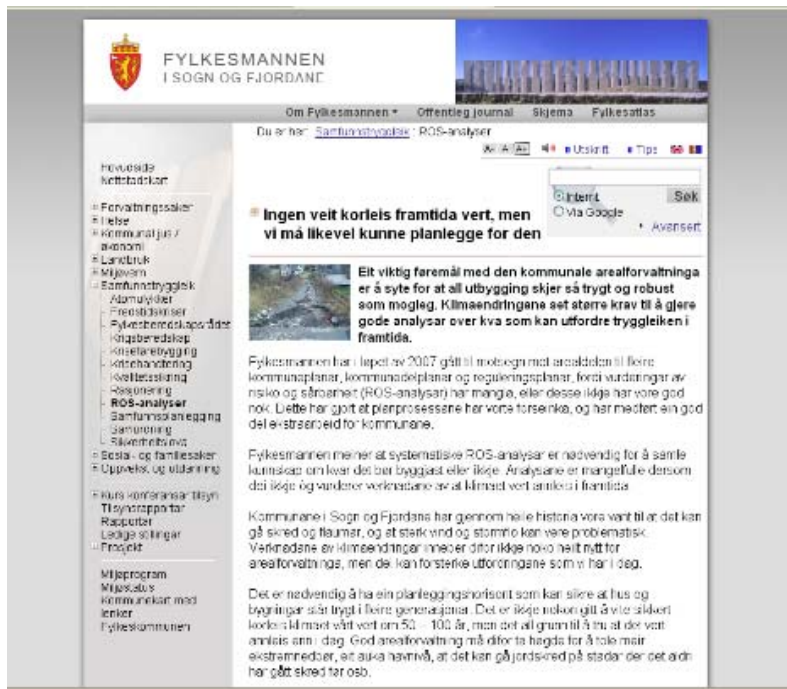 FYLKESMANNEN
I SOGN OG FJORDANE
Om Fylkesmannen
Offentleg journal
Skjema
Fylkesatlas
Du er her: Samfunnstryggleik : ROS-analyser
A- A A+
Utskrift
Tips
Internt
Søk
Via Google
Avansert
Hovudside
Nettstadkart
Forvaltningssaker
Helse
Kommunal jus /
økonomi
Landbruk
Miljøvern
Samfunnstryggleik
Atomulykker
Fredstidskriser
Fylkesberedskapsrådet
Krigsberedskap
Kriseførebygging
Krisehandtering
Kvalitetssikring
Rasjonering
ROS-analyser
Samfunnsplanlegging
Samordning
Sikkerheitslova
Sosial- og familiesaker
Oppvekst og utdanning
Kurs konferansar tilsyn
Tilsynsrapportar
Rapportar
Ledige stillingar
Prosjekt
Miljøprogram
Miljøstatus
Kommunekart med
lenker
Fylkeskommunen
Ingen veit korleis framtida vert, men
vi må likevel kunne planlegge for den
Eit viktig føremål med den kommunale arealforvaltninga
er å syte for at all utbygging skjer så trygt og robust
som mogleg. Klimaendringane set større krav til å gjere
gode analysar over kva som kan utfordre tryggleiken i
framtida.
Fylkesmannen har i løpet av 2007 gått til motsegn mot arealdelen til fleire
kommuneplanar, kommunedelplanar og reguleringsplanar, fordi vurderingar av
risiko og sårbarheit (ROS-analysar) har mangla, eller desse ikkje har vore god
nok. Dette har gjort at planprosessane har vorte forseinka, og har medført ein god
del ekstraarbeid for kommunane.
Fylkesmannen meiner at systematiske ROS-analysar er nødvendig for å samle
kunnskap om kvar det bør byggjast eller ikkje. Analysane er mangelfulle dersom
dei ikkje òg vurderer verknadane av at klimaet vert annleis i framtida.
Kommunane i Sogn og Fjordane har gjennom heile historia vore vant til at det kan
gå skred og flaumar, og at sterk vind og stormflo kan vere problematisk.
Verknadane av klimaendringar inneber difor ikkje noko heilt nytt for
arealforvaltninga, men dei kan forsterke utfordringane som vi har i dag.
Det er nødvendig å ha ein planleggingshorisont som kan sikre at hus og
bygningar står trygt i fleire generasjonar. Det er ikkje nokon gitt å vite sikkert
korleis klimaet vårt vert om 50 – 100 år, men det all grunn til å tru at det vert
annleis enn i dag. God arealforvaltning må difor ta høgde for å tole meir
ekstremnedbør, eit auka havnivå, at det kan gå jordskred på stadar der det aldri
har gått skred før osb.